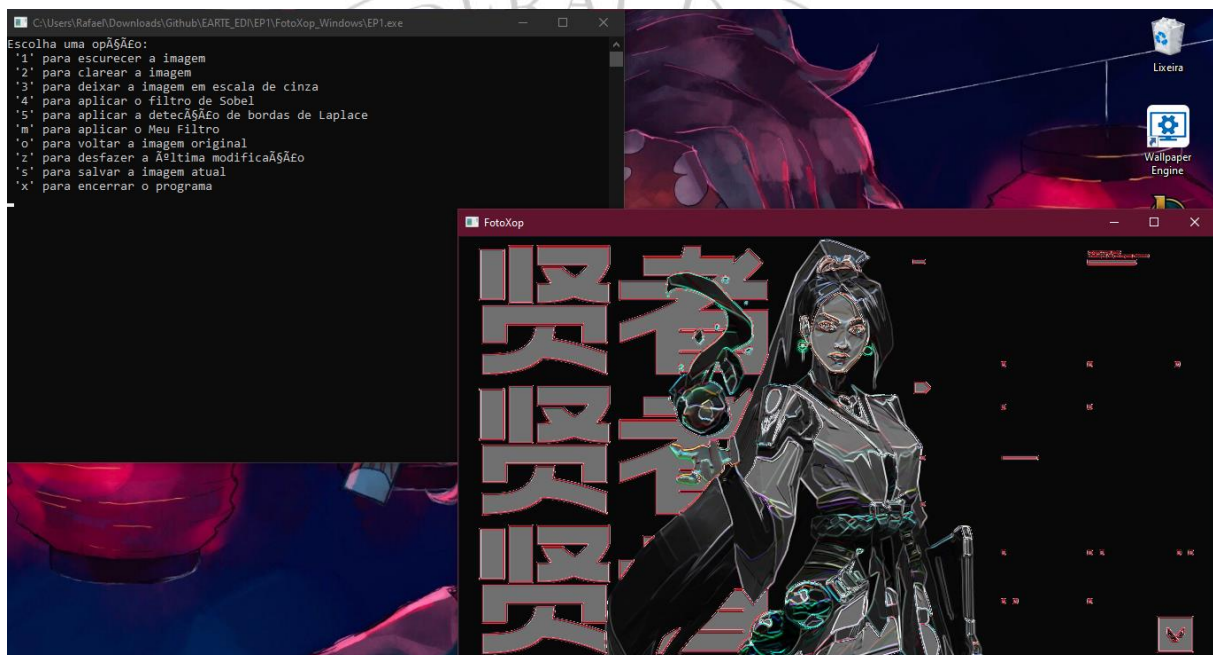 C:\Users\Rafael\Downloads\Github\EARTE_EDI\EP1\FotoXop_Windows\EP1.exe
Escolha uma opÃ§Ã£o:
'1' para escurecer a imagem
'2' para clarear a imagem
'3' para deixar a imagem em escala de cinza
'4' para aplicar o filtro de Sobel
'5' para aplicar a detecÃ§Ã£o de bordas de Laplace
'm' para aplicar o Meu Filtro
'o' para voltar a imagem original
'z' para desfazer a Ãºltima modificaÃ§Ã£o
's' para salvar a imagem atual
'x' para encerrar o programa
Lixeira
Wallpaper
Engine
FotoXop
贤者
贤者
贤